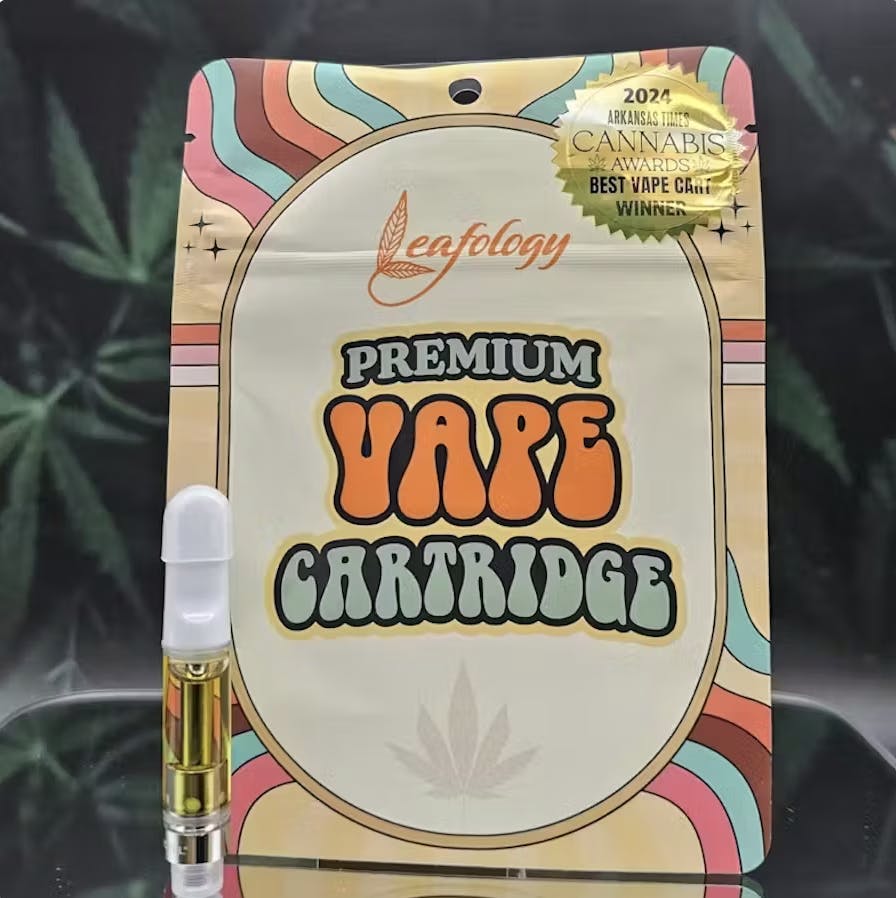 2024
ARKANSAS TIMES
CANNABIS
AWARDS
BEST VAPE CART
WINNER
Leafology
PREMIUM
VAPE
CARTRIDGE